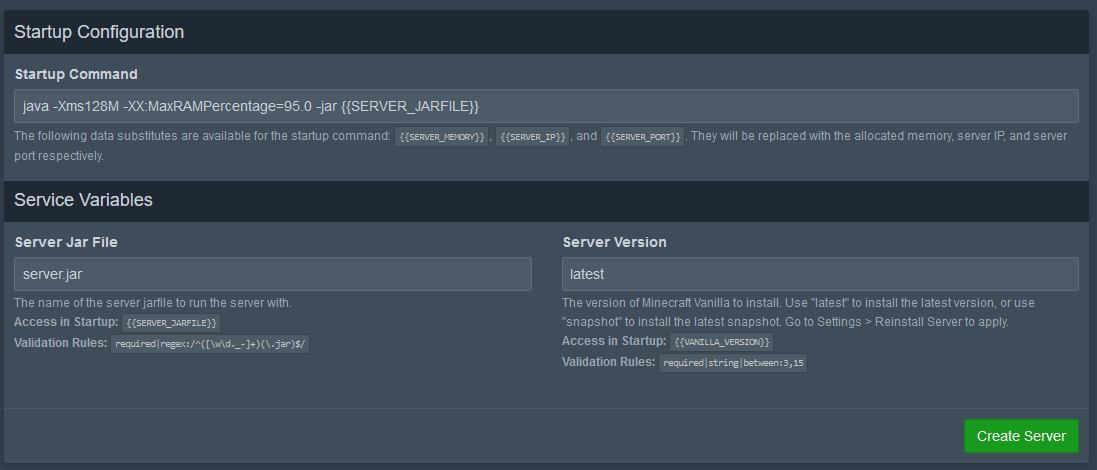 Startup Configuration
Startup Command
java -Xms128M -XX:MaxRAMPercentage=95.0 -jar {{SERVER_JARFILE}}
The following data substitutes are available for the startup command: {{SERVER_MEMORY}}, {{SERVER_IP}}, and {{SERVER_PORT}}. They will be replaced with the allocated memory, server IP, and server
port respectively.
Service Variables
Server Jar File
server.jar
The name of the server jarfile to run the server with.
Access in Startup: {{SERVER_JARFILE}}
Validation Rules: required|regex:/^([\w\d._-]+)(\.jar)$/
Server Version
latest
The version of Minecraft Vanilla to install. Use "latest" to install the latest version, or use
"snapshot" to install the latest snapshot. Go to Settings > Reinstall Server to apply.
Access in Startup: {{VANILLA_VERSION}}
Validation Rules: required|string|between:3,15
Create Server